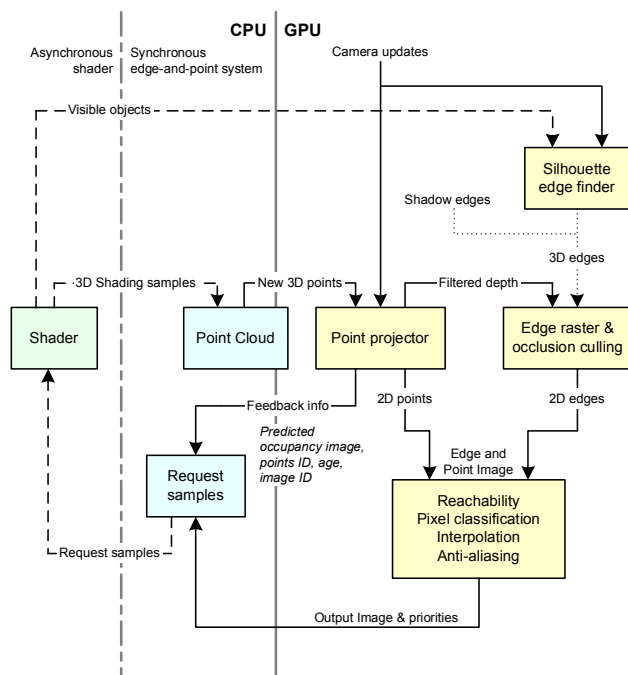 CPU
GPU
Asynchronous
shader
Synchronous
edge-and-point system
Camera updates
Visible objects
Silhouette
edge finder
Shadow edges
3D edges
3D Shading samples
New 3D points
Filtered depth
Shader
Point Cloud
Point projector
Edge raster &
occlusion culling
Feedback info
2D points
2D edges
Predicted
occupancy image,
points ID, age,
image ID
Edge and
Point Image
Request
samples
Reachability
Pixel classification
Interpolation
Anti-aliasing
Request samples
Output Image & priorities